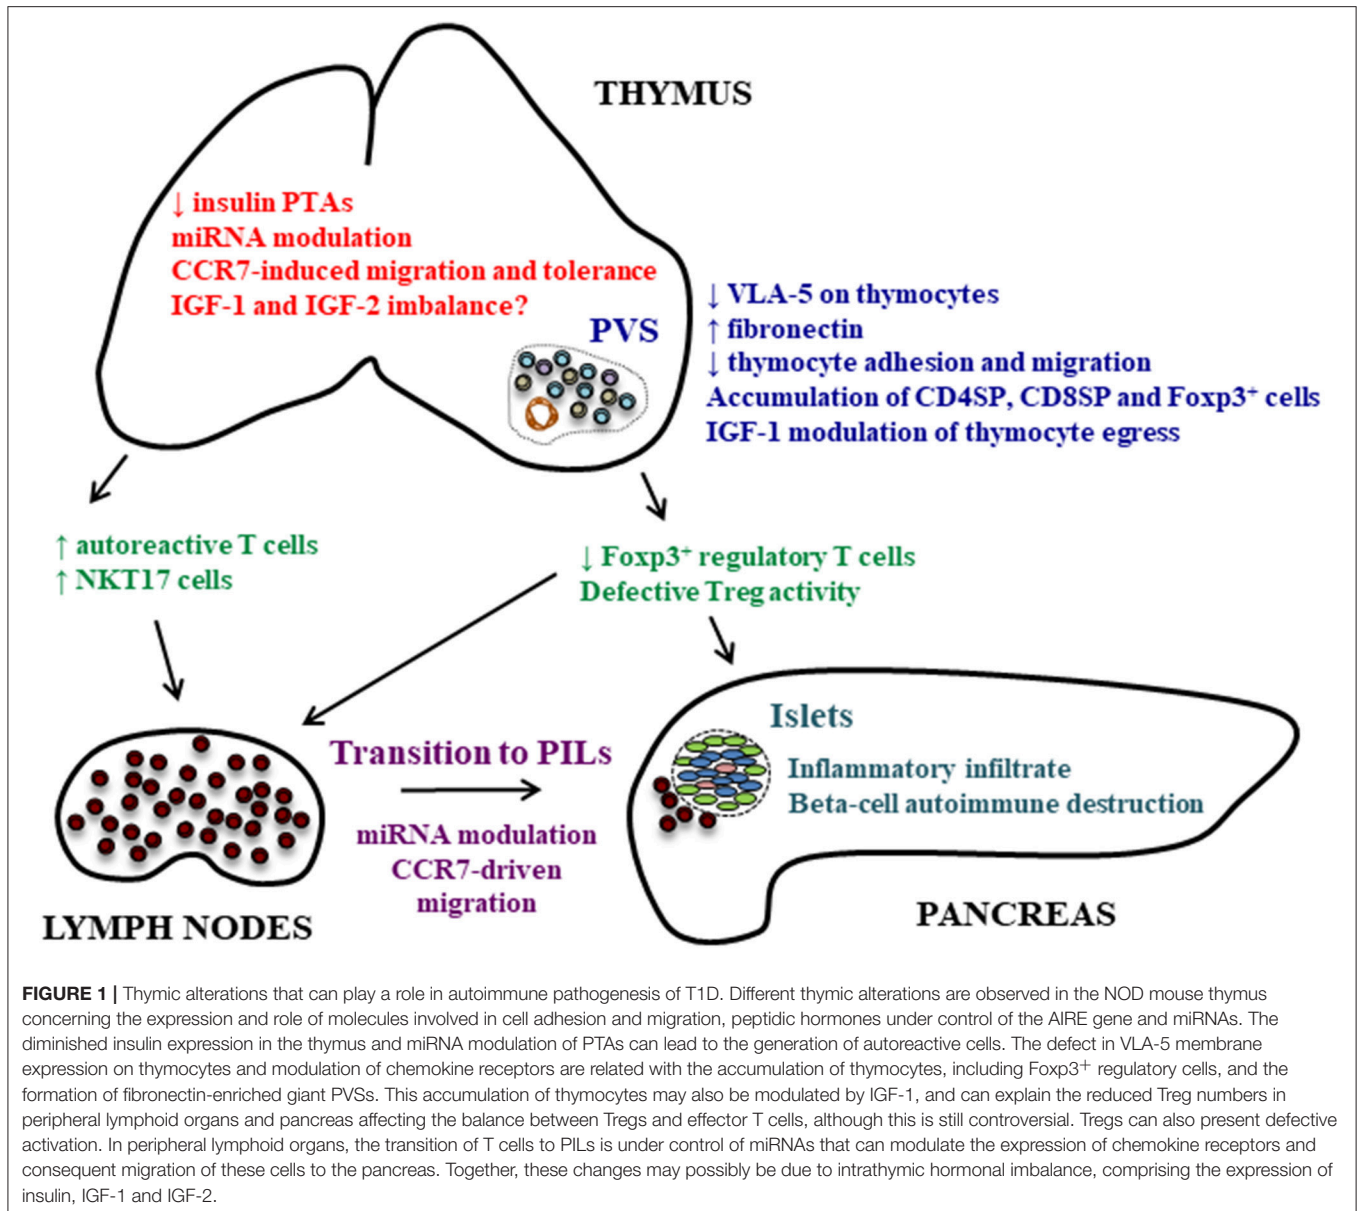 THYMUS
↓ insulin PTAs
miRNA modulation
CCR7-induced migration and tolerance
IGF-1 and IGF-2 imbalance?
PVS
↓ VLA-5 on thymocytes
↑ fibronectin
↓ thymocyte adhesion and migration
Accumulation of CD4SP, CD8SP and Foxp3⁺ cells
IGF-1 modulation of thymocyte egress
↑ autoreactive T cells
↑ NKT17 cells
↓ Foxp3⁺ regulatory T cells
Defective Treg activity
Transition to PILs
miRNA modulation
CCR7-driven
migration
Islets
Inflammatory infiltrate
Beta-cell autoimmune destruction
LYMPH NODES
PANCREAS
FIGURE 1 | Thymic alterations that can play a role in autoimmune pathogenesis of T1D. Different thymic alterations are observed in the NOD mouse thymus
concerning the expression and role of molecules involved in cell adhesion and migration, peptidic hormones under control of the AIRE gene and miRNAs. The
diminished insulin expression in the thymus and miRNA modulation of PTAs can lead to the generation of autoreactive cells. The defect in VLA-5 membrane
expression on thymocytes and modulation of chemokine receptors are related with the accumulation of thymocytes, including Foxp3⁺ regulatory cells, and the
formation of fibronectin-enriched giant PVSs. This accumulation of thymocytes may also be modulated by IGF-1, and can explain the reduced Treg numbers in
peripheral lymphoid organs and pancreas affecting the balance between Tregs and effector T cells, although this is still controversial. Tregs can also present defective
activation. In peripheral lymphoid organs, the transition of T cells to PILs is under control of miRNAs that can modulate the expression of chemokine receptors and
consequent migration of these cells to the pancreas. Together, these changes may possibly be due to intrathymic hormonal imbalance, comprising the expression of
insulin, IGF-1 and IGF-2.